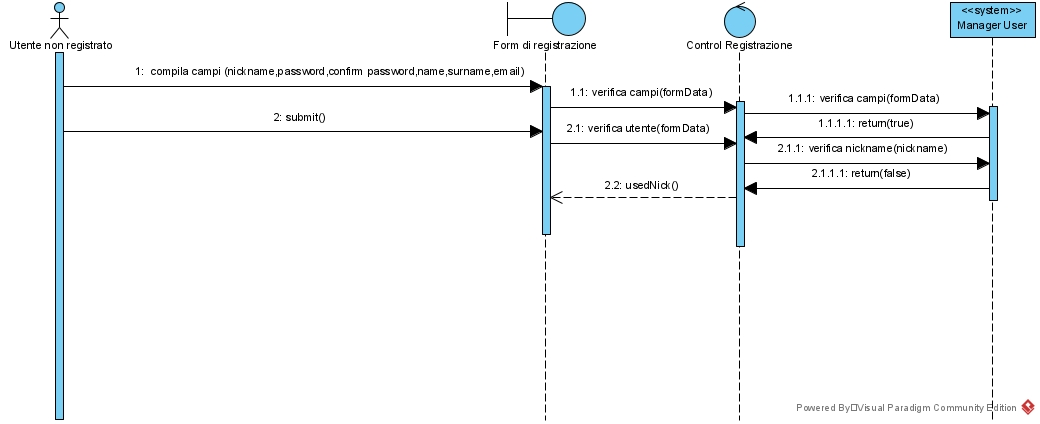 Utente non registrato
Form di registrazione
Control Registrazione
<<system>>
Manager User
1: compila campi (nickname,password,confirm password,name,surname,email)
1.1: verifica campi(formData)
1.1.1: verifica campi(formData)
1.1.1.1: return(true)
2: submit()
2.1: verifica utente(formData)
2.1.1: verifica nickname(nickname)
2.1.1.1: return(false)
2.2: usedNick()
Powered By□Visual Paradigm Community Edition